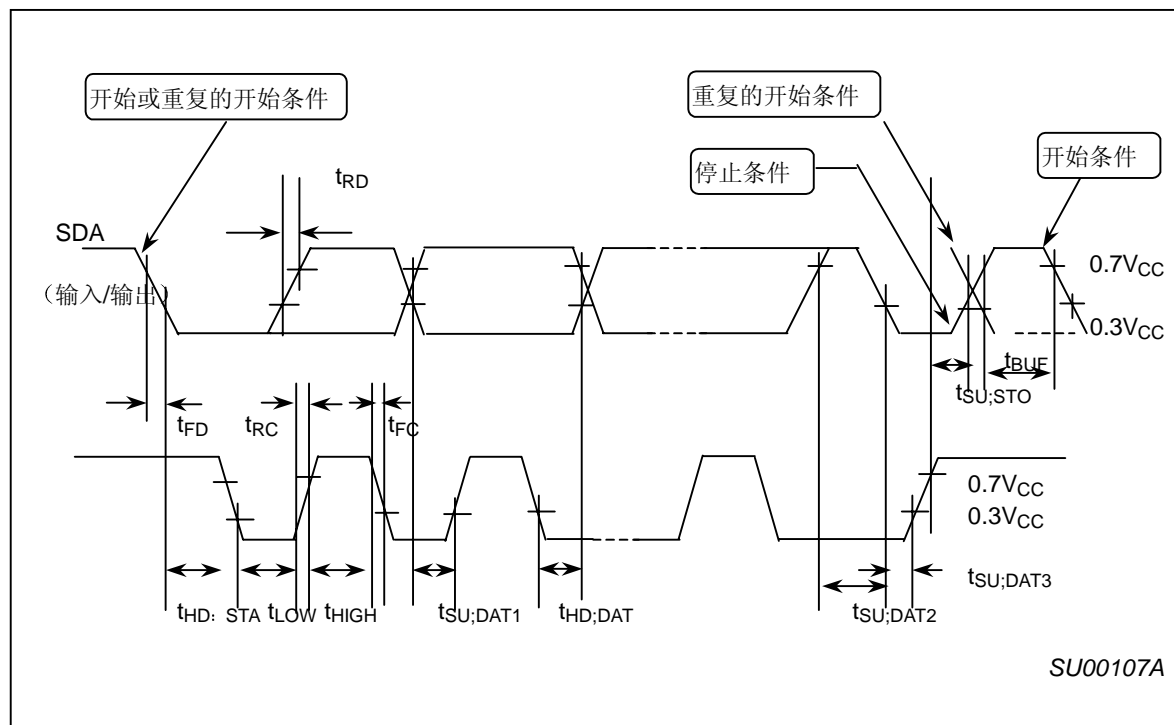 开始或重复的开始条件
重复的开始条件
开始条件
停止条件
tRD
SDA
(输入/输出)
0.7VCC
0.3VCC
tBUF
tSU;STO
tFD
tRC
tFC
0.7VCC
0.3VCC
tSU;DAT3
tHD: STA
tLOW
tHIGH
tSU;DAT1
tHD;DAT
tSU;DAT2
SU00107A